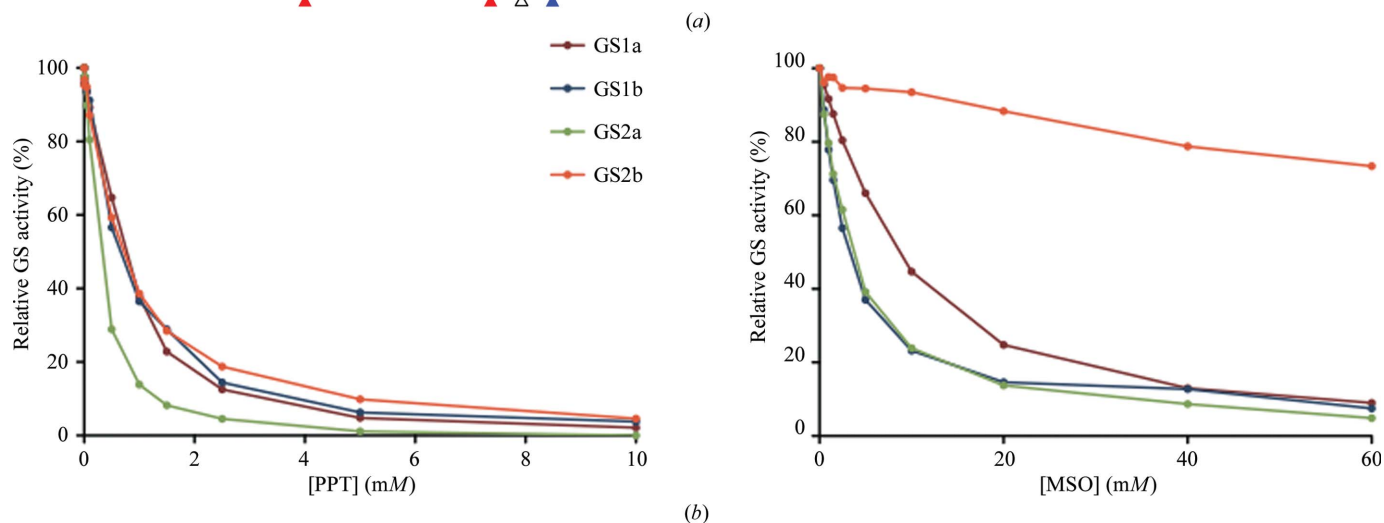 (a)
GS1a
GS1b
GS2a
GS2b
Relative GS activity (%)
100
80
60
40
20
0
0 2 4 6 8 10
[PPT] (mM)
Relative GS activity (%)
100
80
60
40
20
0
0 20 40 60
[MSO] (mM)
(b)